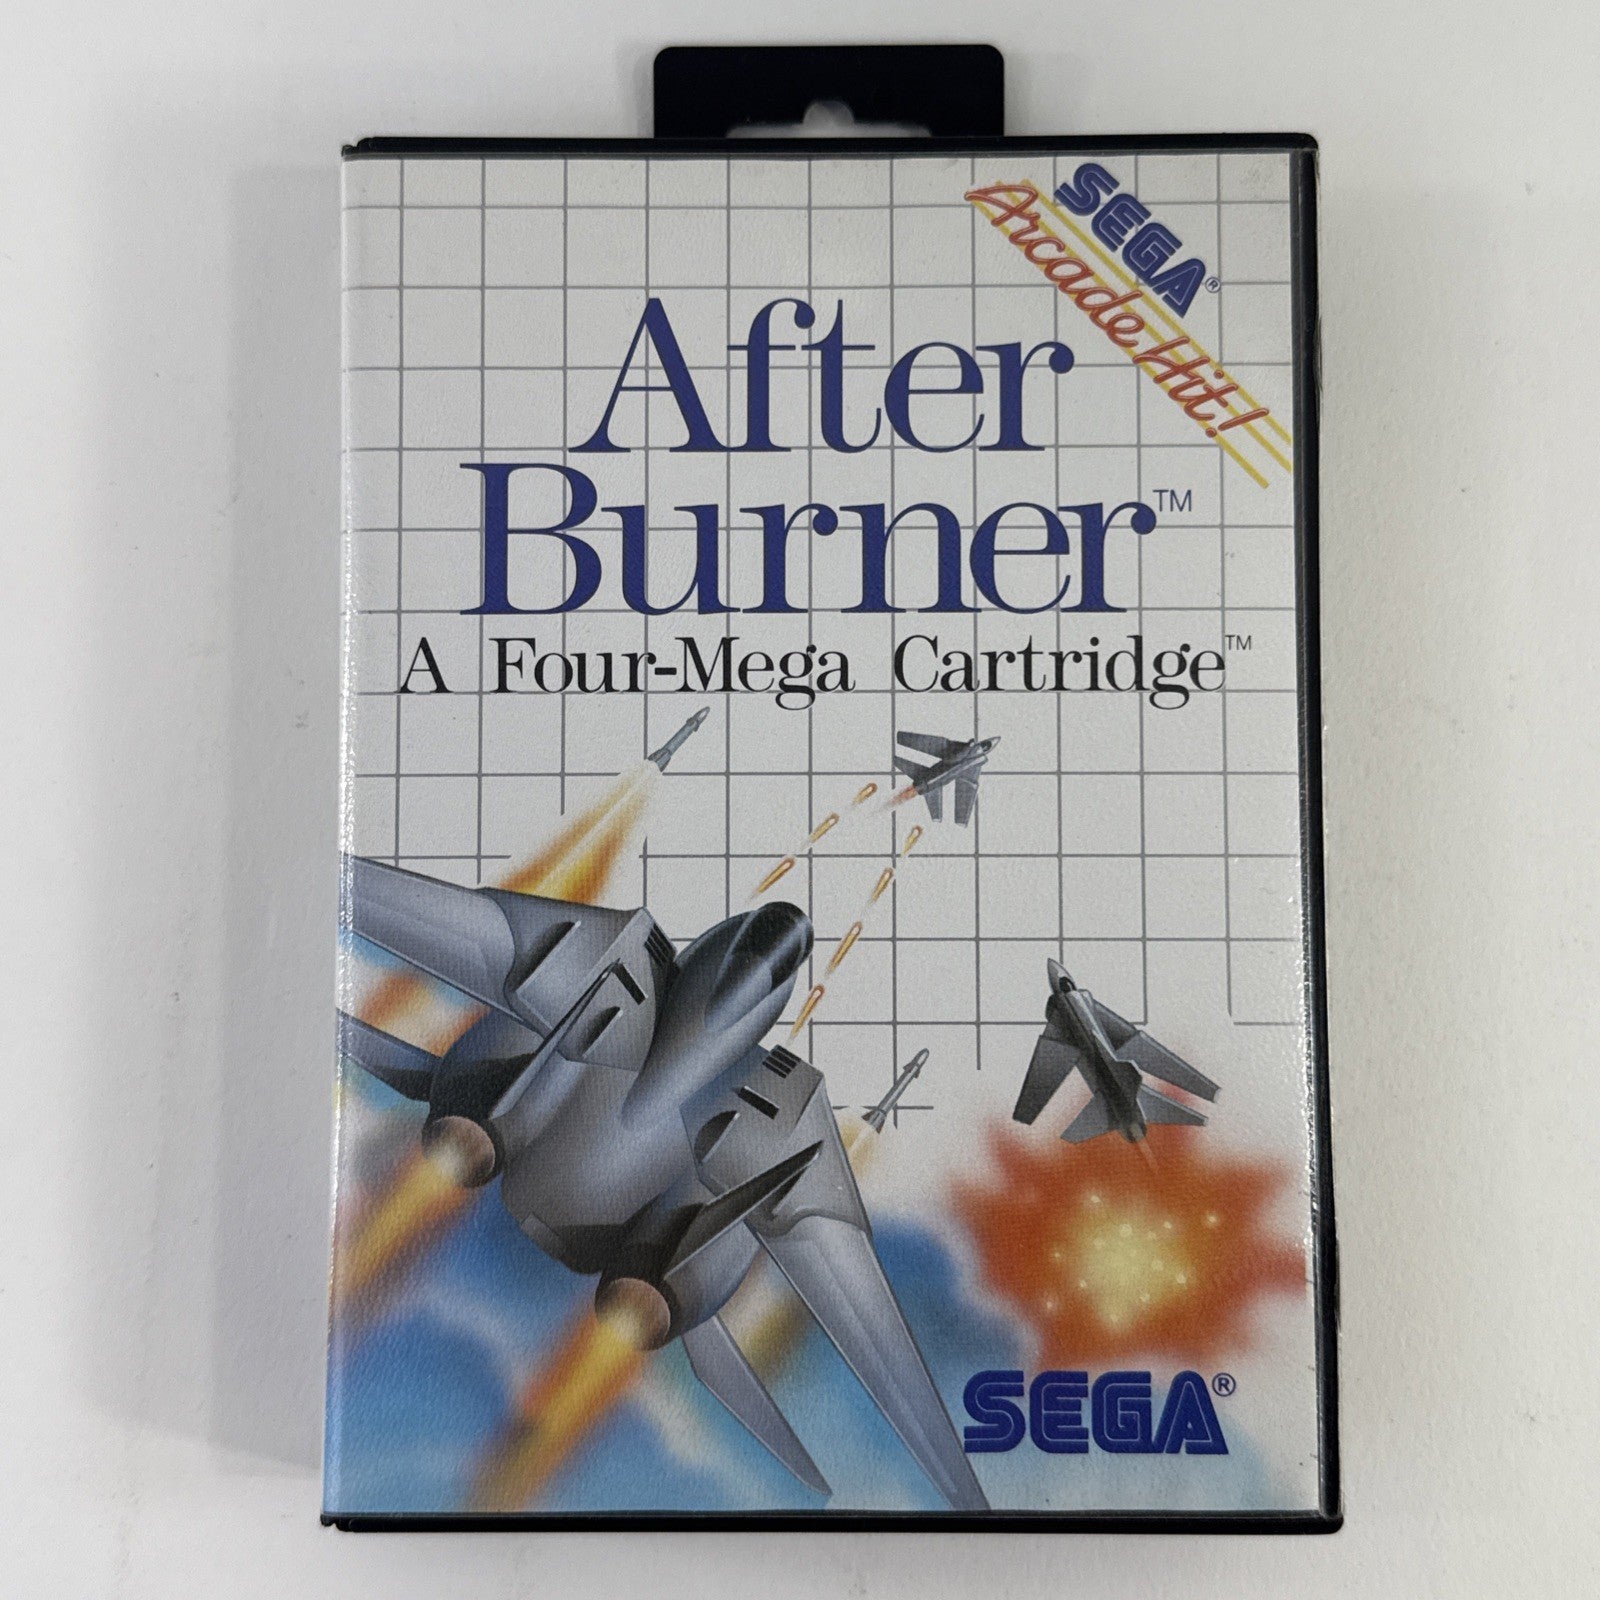 SEGA®
Arcade Hit!
After
Burner™
A Four-Mega Cartridge™
SEGA®